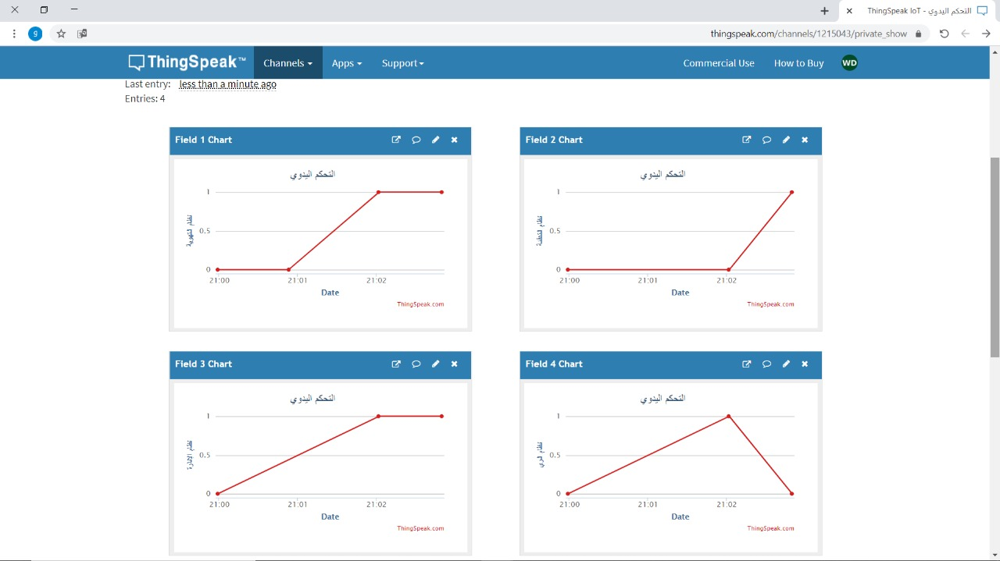 ThingSpeak IoT - التحكم اليدوي
thingspeak.com/channels/1215043/private_show
g
ThingSpeak™
Channels
Apps
Support
Commercial Use
How to Buy
WD
Last entry: less than a minute ago
Entries: 4
Field 1 Chart
التحكم اليدوي
نظام التهوية
1
0.5
0
21:00 21:01 21:02
Date
ThingSpeak.com
Field 2 Chart
التحكم اليدوي
نظام التدفئة
1
0.5
0
21:00 21:01 21:02
Date
ThingSpeak.com
Field 3 Chart
التحكم اليدوي
نظام الانارة
1
0.5
0
21:00 21:01 21:02
Date
ThingSpeak.com
Field 4 Chart
التحكم اليدوي
نظام الري
1
0.5
0
21:00 21:01 21:02
Date
ThingSpeak.com